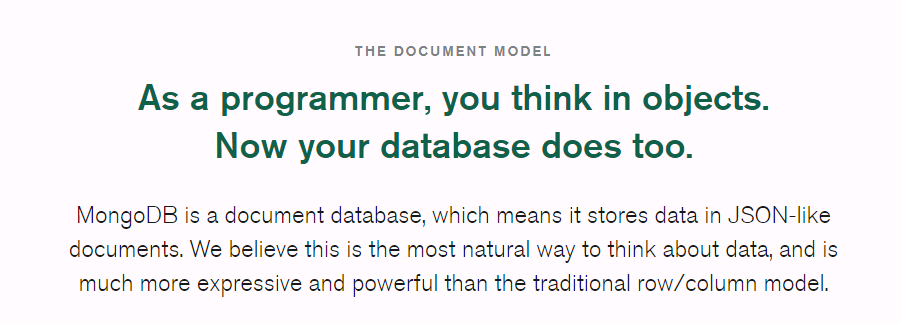 THE DOCUMENT MODEL
As a programmer, you think in objects.
Now your database does too.
MongoDB is a document database, which means it stores data in JSON-like
documents. We believe this is the most natural way to think about data, and is
much more expressive and powerful than the traditional row/column model.